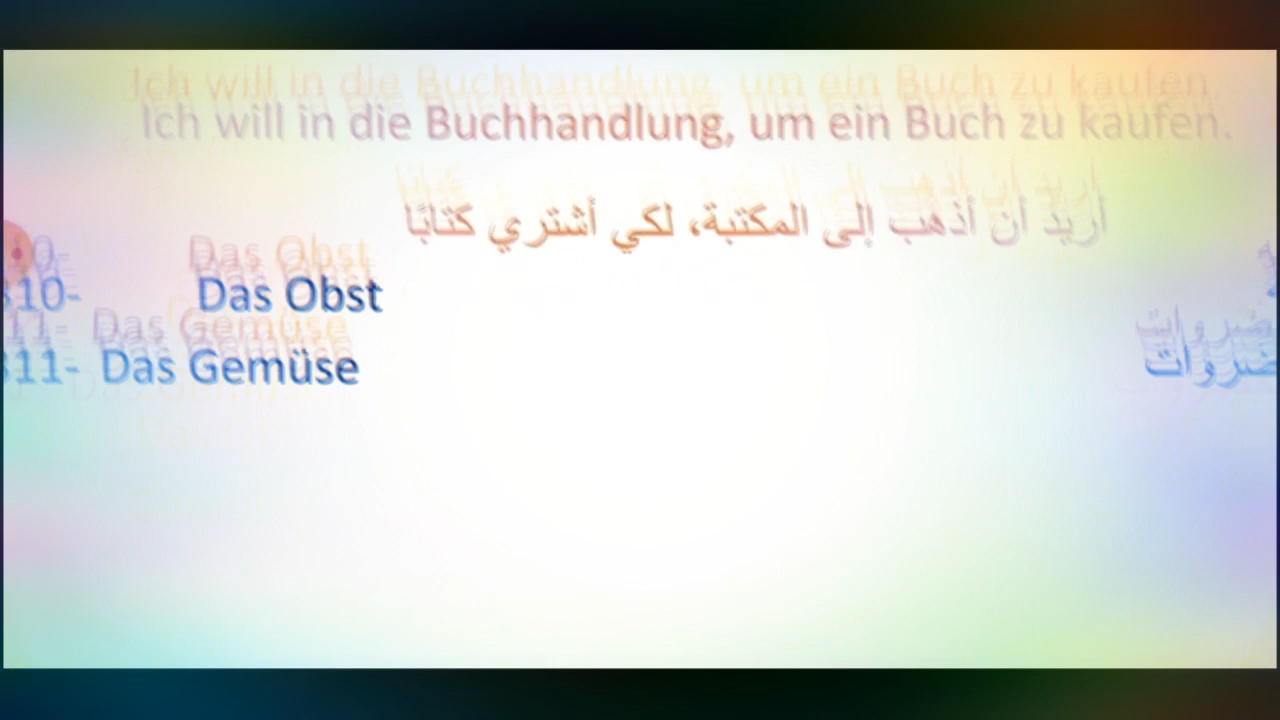 Ich will in die Buchhandlung, um ein Buch zu kaufen.
أريد أن أذهب إلى المكتبة، لكي أشتري كتابًا
310- Das Obst
311- Das Gemüse